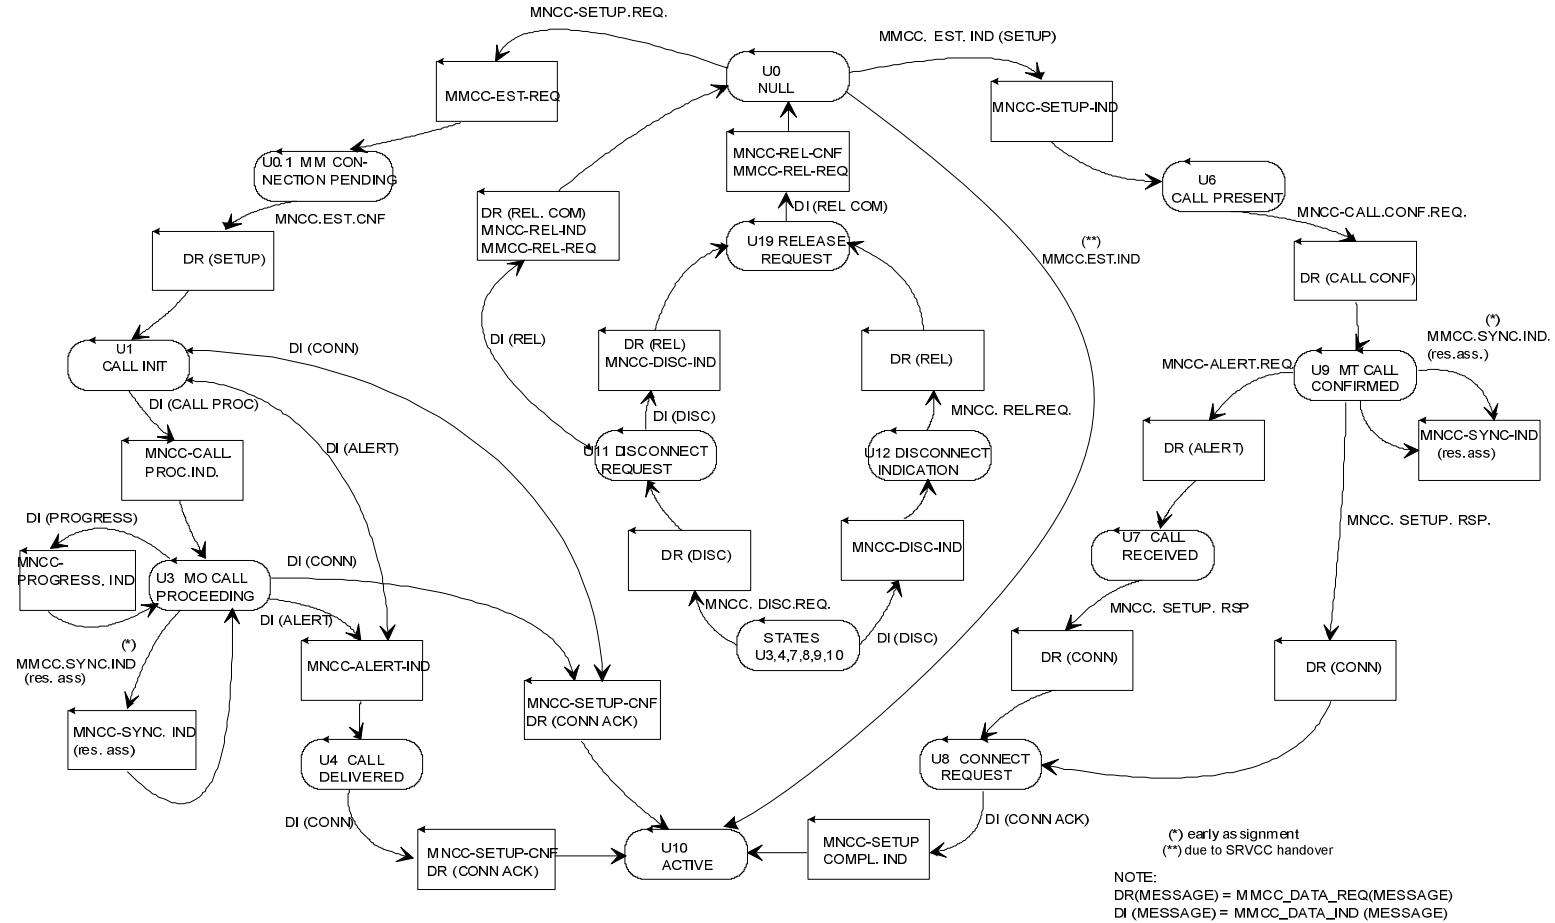 MNCC-SETUP.REQ.
MMCC. EST. IND (SETUP)
U0
NULL
MMCC-EST-REQ
MNCC-SETUP-IND
U0.1 MM CON-
NECTION PENDING
MNCC-REL-CNF
MMCC-REL-REQ
U6
CALL PRESENT
MNCC.EST.CNF
DR (REL. COM)
MNCC-REL-IND
MMCC-REL-REQ
DI (REL COM)
MNCC-CALL.CONF.REQ.
DR (SETUP)
U19 RELEASE
REQUEST
(**)
MMCC.EST.IND
DR (CALL CONF)
U1
CALL INIT
DI (CONN)
DI (REL)
DR (REL)
MNCC-DISC-IND
DR (REL)
MNCC-ALERT.REQ.
U9 MT CALL
CONFIRMED
(*)
MMCC.SYNC.IND.
(res.ass.)
DI (CALL PROC)
DI (DISC)
MNCC. REL.REQ.
MNCC-CALL.
PROC.IND.
DI (ALERT)
U11 DISCONNECT
REQUEST
U12 DISCONNECT
INDICATION
DR (ALERT)
MNCC-SYNC-IND
(res.ass)
DI (PROGRESS)
MNCC-
PROGRESS. IND
U3 MO CALL
PROCEEDING
DI (CONN)
DR (DISC)
MNCC-DISC-IND
U7 CALL
RECEIVED
MNCC. SETUP. RSP.
DI (ALERT)
MNCC. DISC.REQ.
STATES
U3,4,7,8,9,10
DI (DISC)
MNCC. SETUP. RSP
(*)
MMCC.SYNC.IND
(res. ass)
MNCC-ALERT-IND
DR (CONN)
DR (CONN)
MNCC-SYNC. IND
(res. ass)
MNCC-SETUP-CNF
DR (CONN ACK)
U4 CALL
DELIVERED
U8 CONNECT
REQUEST
DI (CONN)
DI (CONN ACK)
MNCC-SETUP-CNF
DR (CONN ACK)
U10
ACTIVE
MNCC-SETUP
COMPL. IND
(*) early assignment
(**) due to SRVCC handover
NOTE:
DR(MESSAGE) = MMCC_DATA_REQ(MESSAGE)
DI (MESSAGE) = MMCC_DATA_IND (MESSAGE)